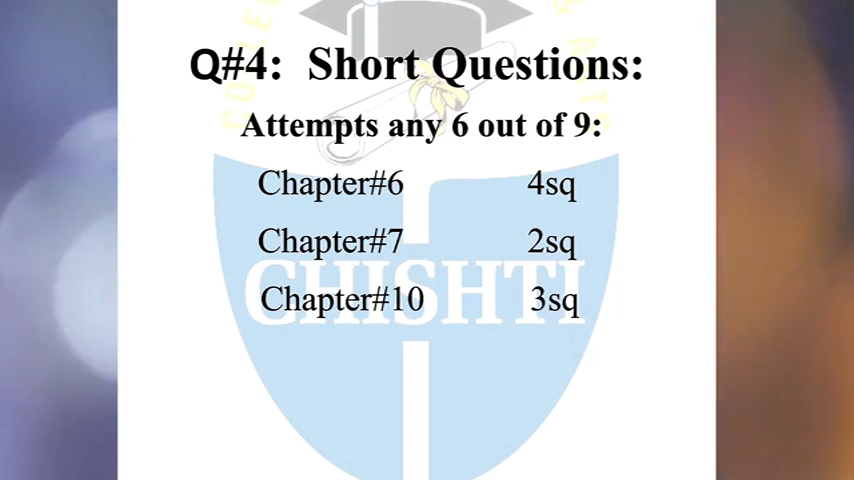 Q#4: Short Questions:
Attempts any 6 out of 9:
Chapter#6 4sq
Chapter#7 2sq
CHISHTI
Chapter#10 3sq